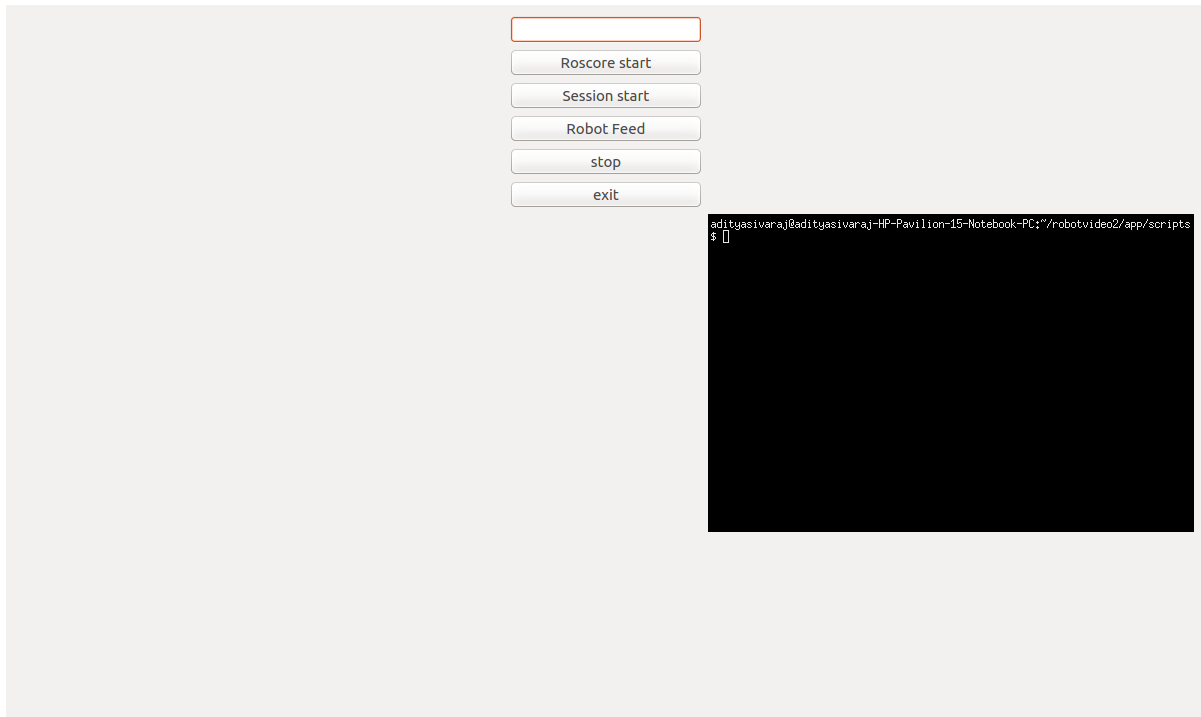 Roscore start
Session start
Robot Feed
stop
exit
adityasivaraj@adityasivaraj-HP-Pavilion-15-Notebook-PC:~/robotvideo2/app/scripts
$